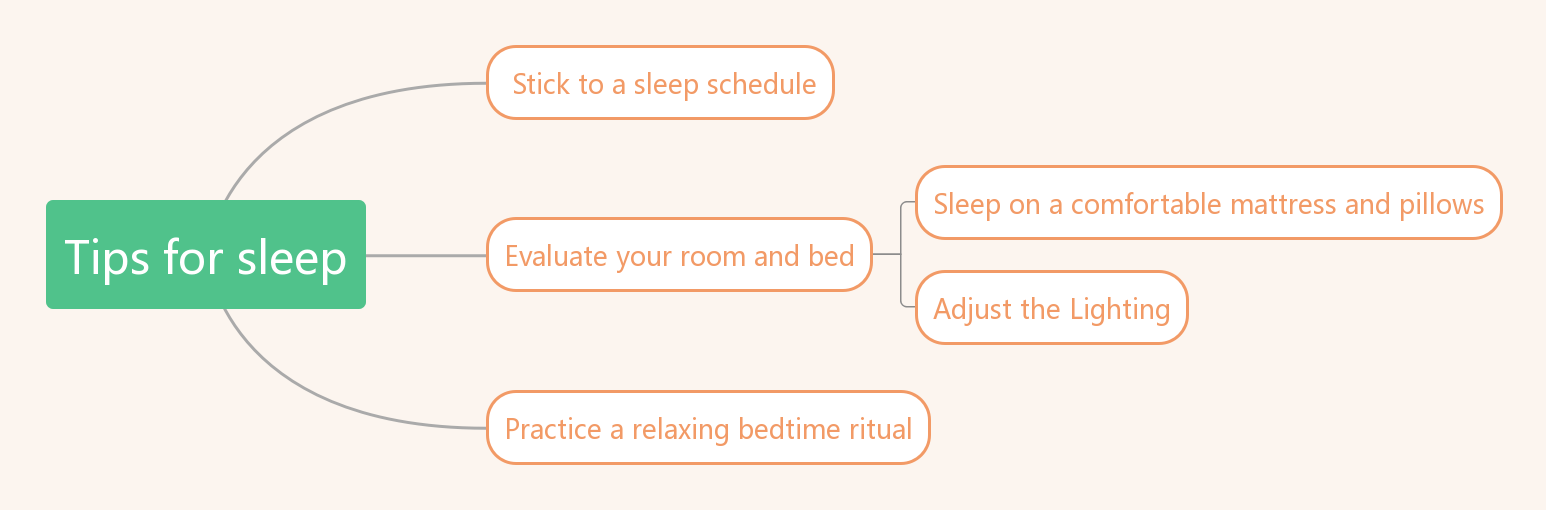 Tips for sleep
Stick to a sleep schedule
Evaluate your room and bed
Sleep on a comfortable mattress and pillows
Adjust the Lighting
Practice a relaxing bedtime ritual